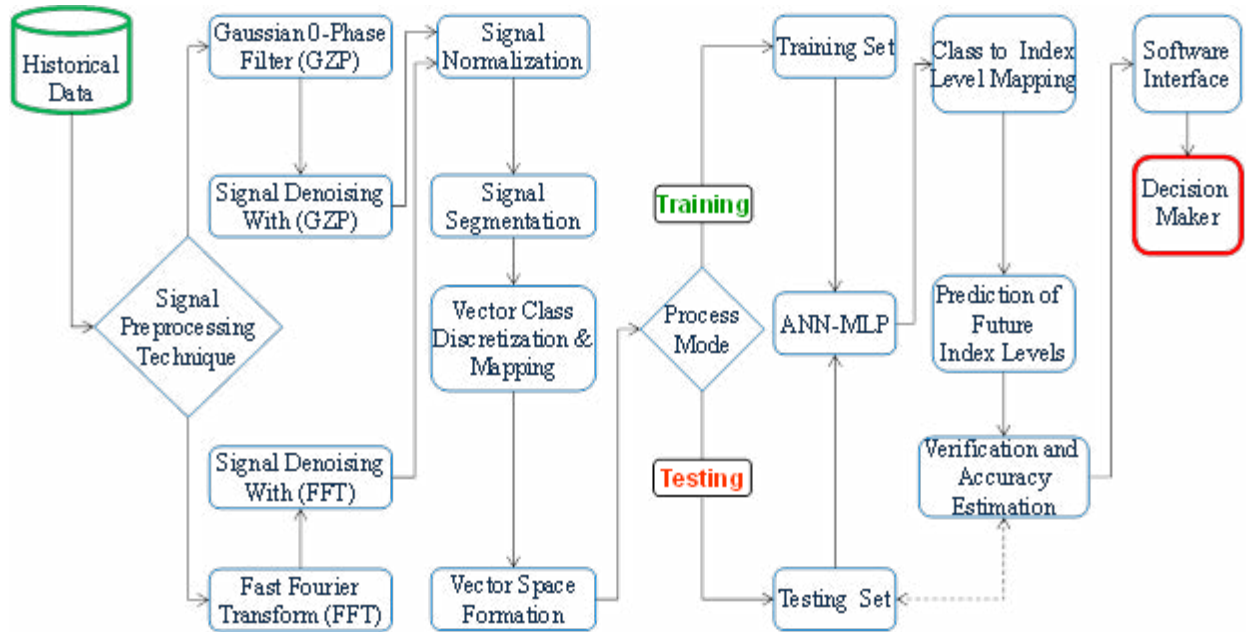 Historical
Data
Gaussian 0-Phase
Filter (GZP)
Signal Denoising
With (GZP)
Signal
Preprocessing
Technique
Signal Denoising
With (FFT)
Fast Fourier
Transform (FFT)
Signal
Normalization
Signal
Segmentation
Vector Class
Discretization &
Mapping
Vector Space
Formation
Process
Mode
Training
Testing
Training Set
ANN-MLP
Testing Set
Class to Index
Level Mapping
Prediction of
Future
Index Levels
Verification and
Accuracy
Estimation
Software
Interface
Decision
Maker